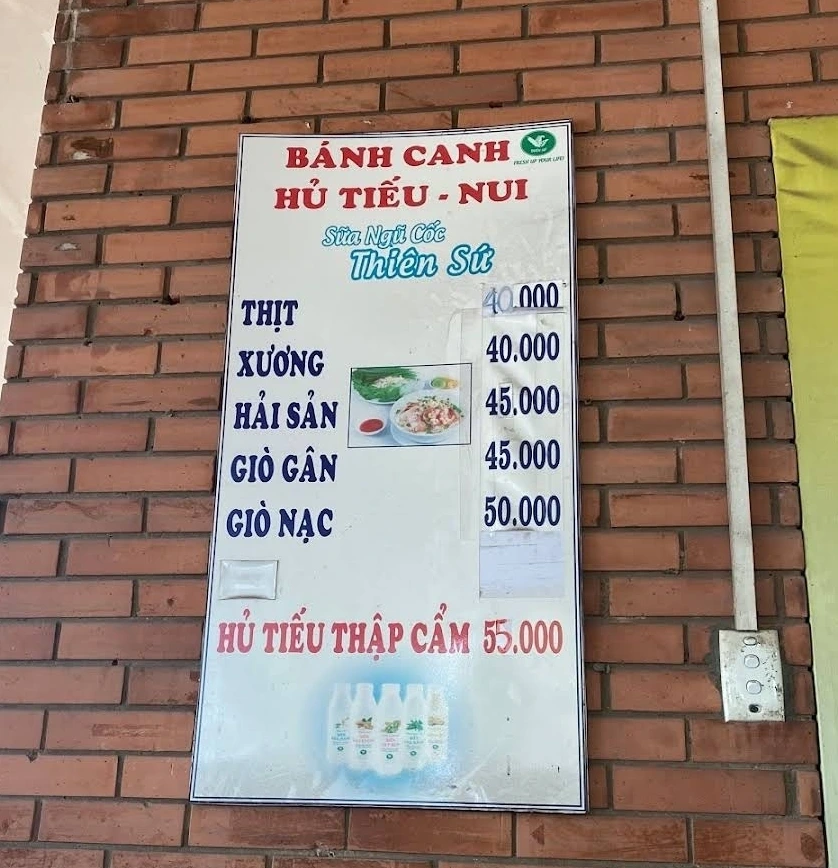 BÁNH CANH
THIÊN SỨ
FRESH UP YOUR LIFE!
HỦ TIẾU - NUI
Sữa Ngũ Cốc
Thiên Sứ
THỊT 40.000
XƯƠNG 40.000
HẢI SẢN 45.000
GIÒ GÂN 45.000
GIÒ NẠC 50.000
HỦ TIẾU THẬP CẨM 55.000